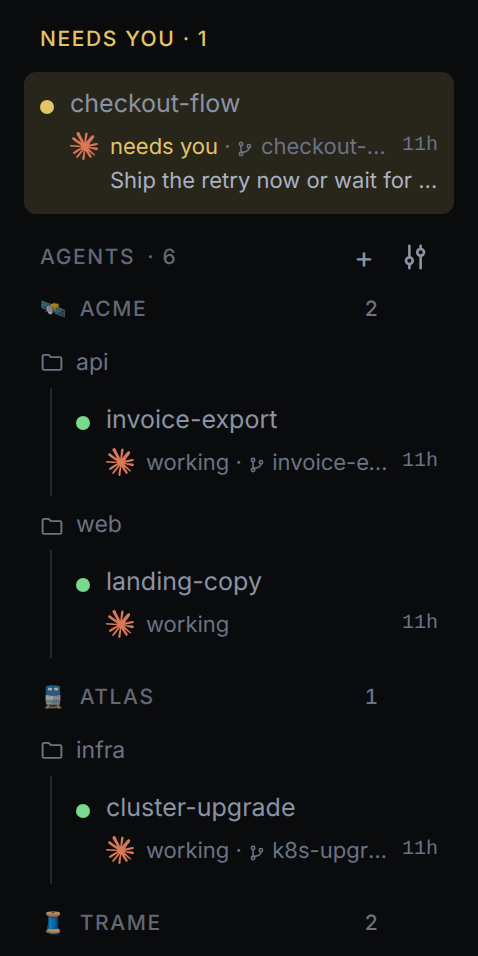 NEEDS YOU · 1
checkout-flow
needs you · checkout-... 11h
Ship the retry now or wait for ...
AGENTS · 6 +
ACME 2
api
invoice-export
working · invoice-e... 11h
web
landing-copy
working 11h
ATLAS 1
infra
cluster-upgrade
working · k8s-upgr... 11h
TRAME 2